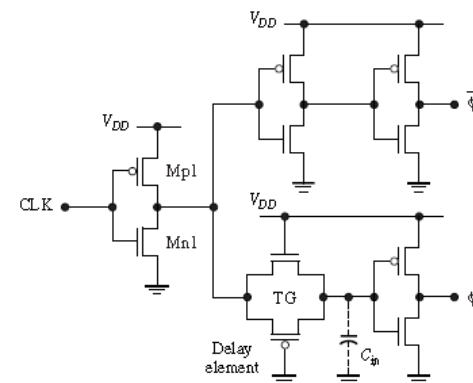 V_DD
V_DD
Mp1
CLK
Mn1
V_DD
TG
Delay
element
C_in
ϕ̅
ϕ